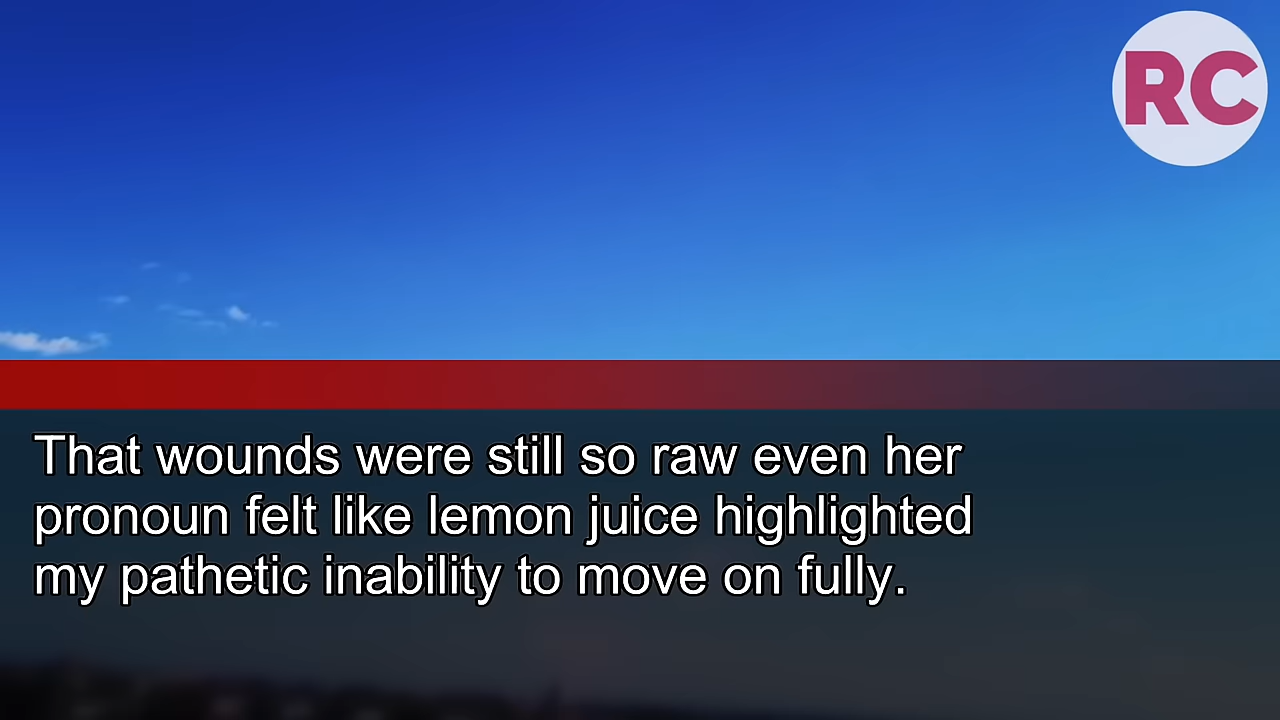 RC
That wounds were still so raw even her
pronoun felt like lemon juice highlighted
my pathetic inability to move on fully.